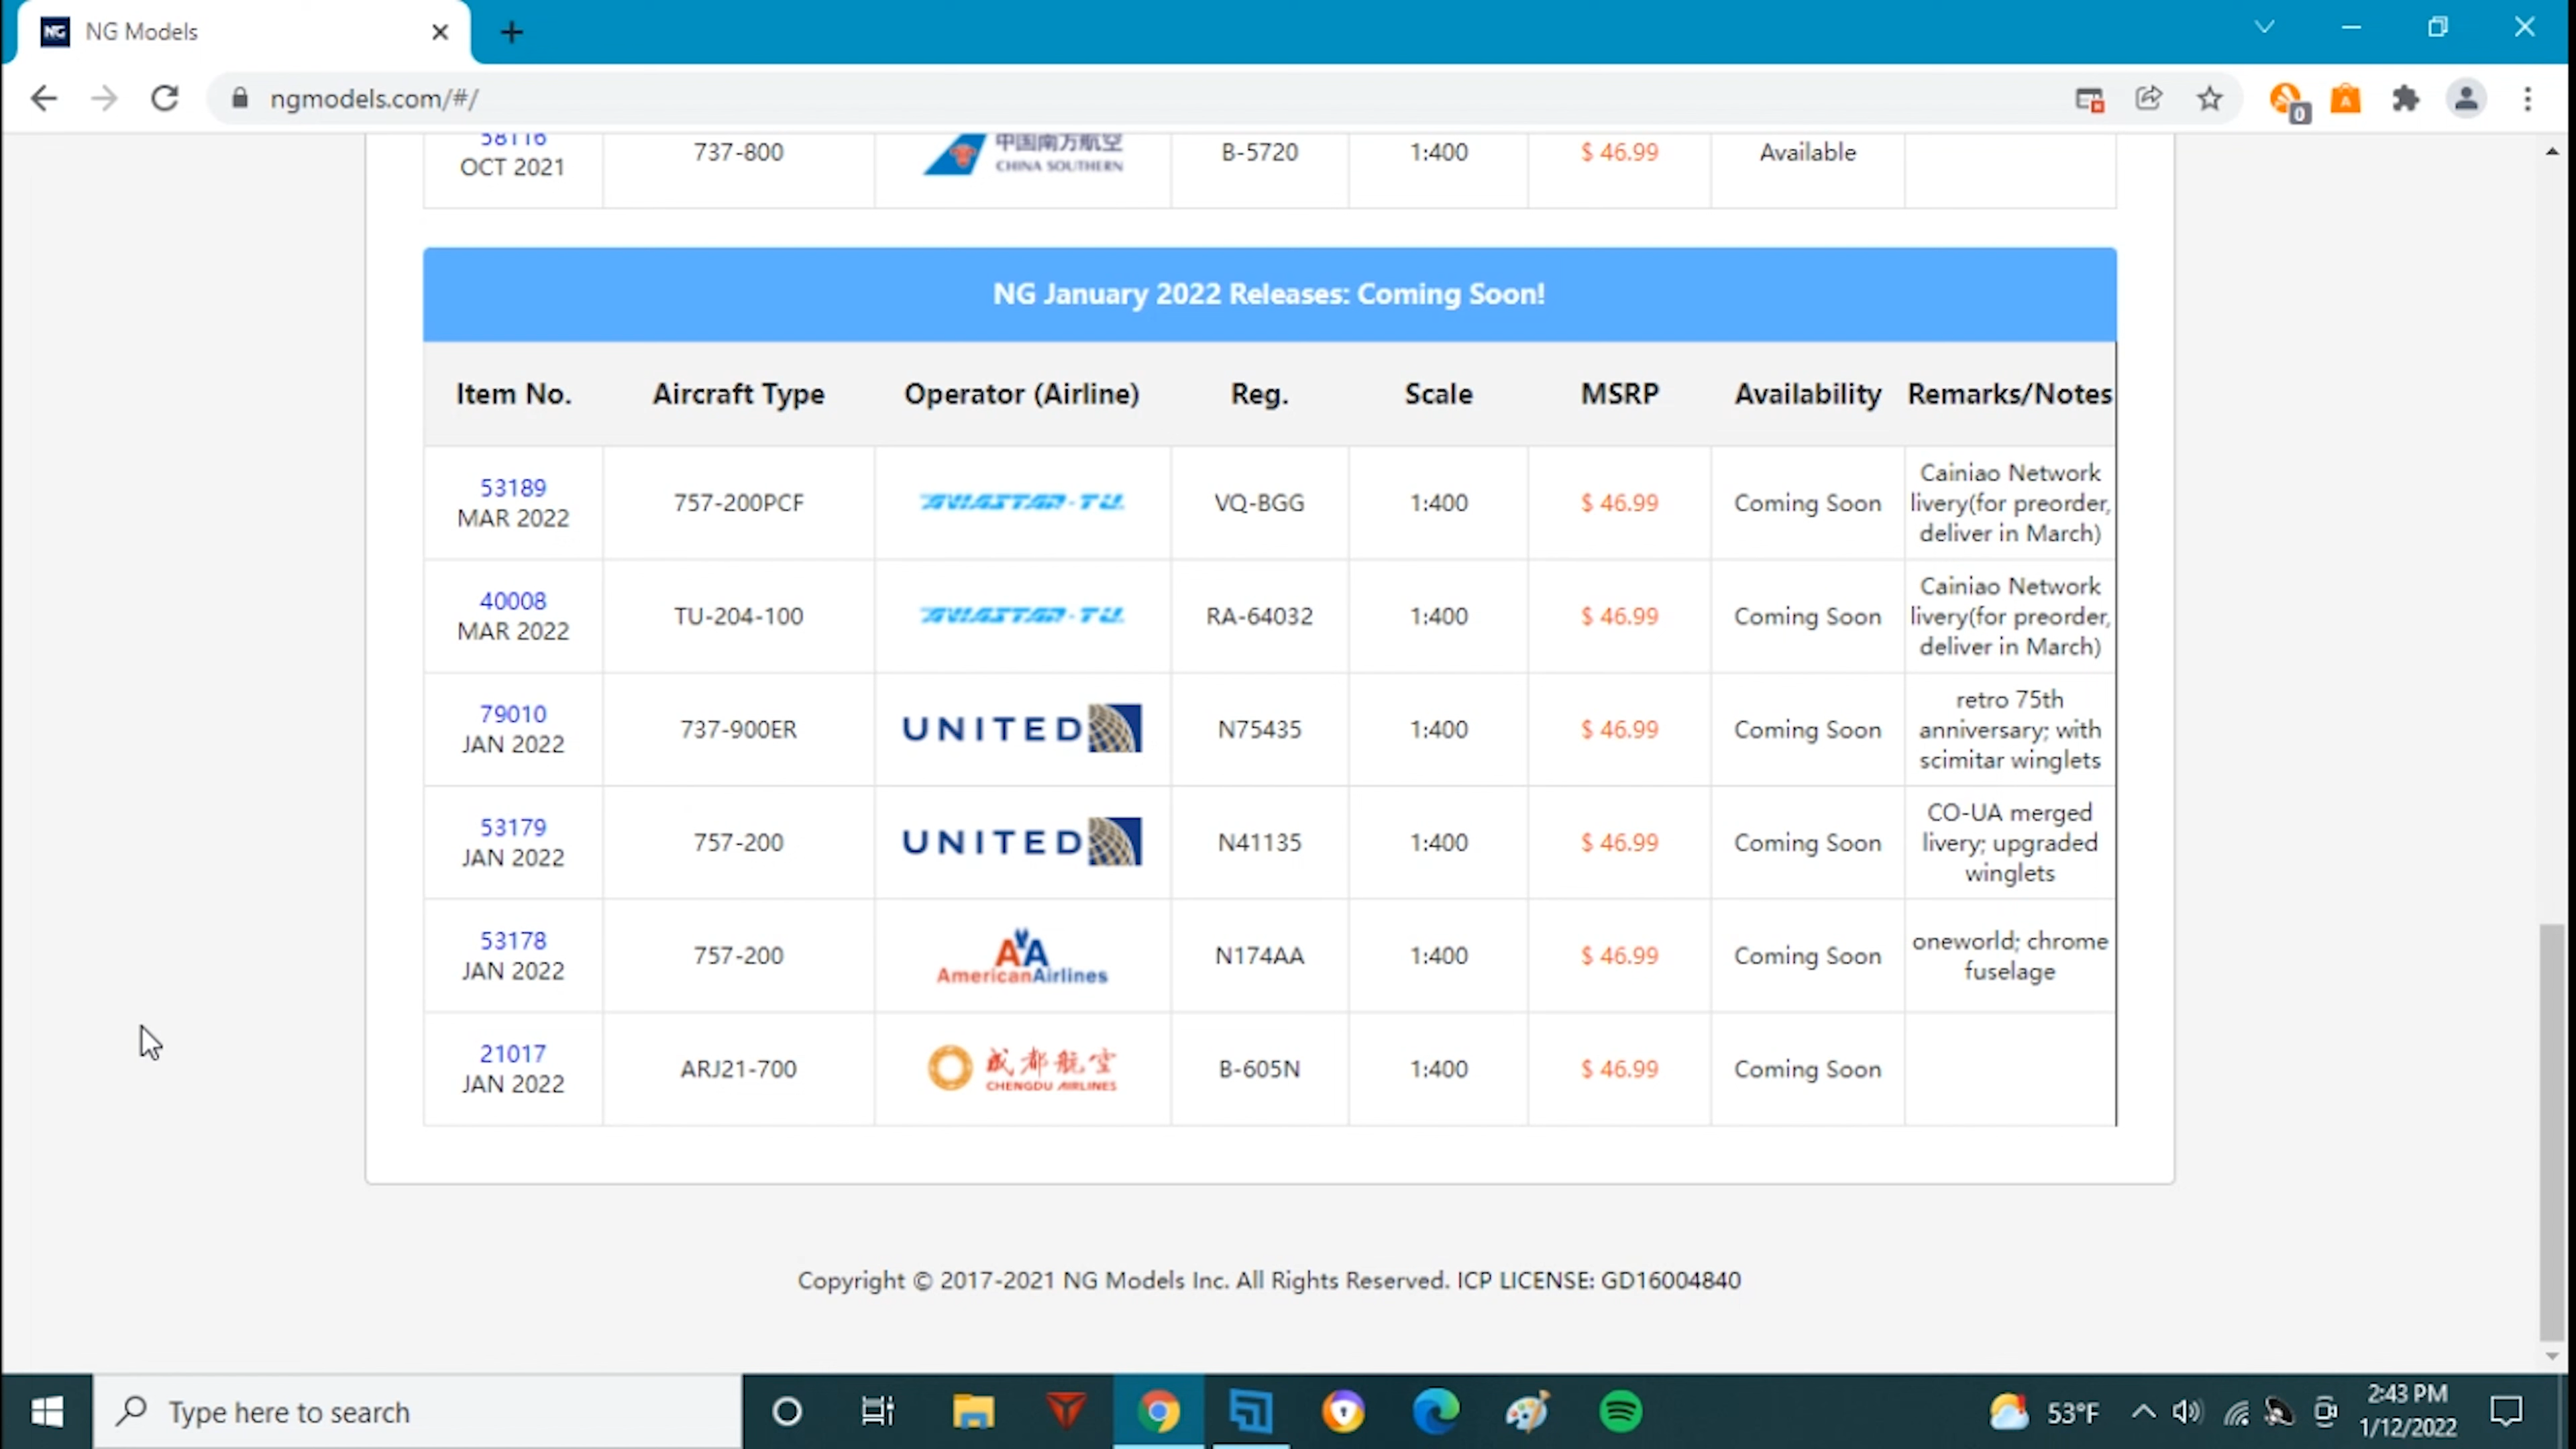 NG Models
ngmodels.com/#/
0
A
58116
OCT 2021
737-800
中国南方航空
CHINA SOUTHERN
B-5720
1:400
$ 46.99
Available
NG January 2022 Releases: Coming Soon!
Item No.
Aircraft Type
Operator (Airline)
Reg.
Scale
MSRP
Availability
Remarks/Notes
53189
MAR 2022
757-200PCF
AVIASTAR-TU
VQ-BGG
1:400
$ 46.99
Coming Soon
Cainiao Network
livery(for preorder,
deliver in March)
40008
MAR 2022
TU-204-100
AVIASTAR-TU
RA-64032
1:400
$ 46.99
Coming Soon
Cainiao Network
livery(for preorder,
deliver in March)
79010
JAN 2022
737-900ER
UNITED
N75435
1:400
$ 46.99
Coming Soon
retro 75th
anniversary; with
scimitar winglets
53179
JAN 2022
757-200
UNITED
N41135
1:400
$ 46.99
Coming Soon
CO-UA merged
livery; upgraded
winglets
53178
JAN 2022
757-200
AA
AmericanAirlines
N174AA
1:400
$ 46.99
Coming Soon
oneworld; chrome
fuselage
21017
JAN 2022
ARJ21-700
成都航空
CHENGDU AIRLINES
B-605N
1:400
$ 46.99
Coming Soon
Copyright © 2017-2021 NG Models Inc. All Rights Reserved. ICP LICENSE: GD16004840
Type here to search
53°F
2:43 PM
1/12/2022